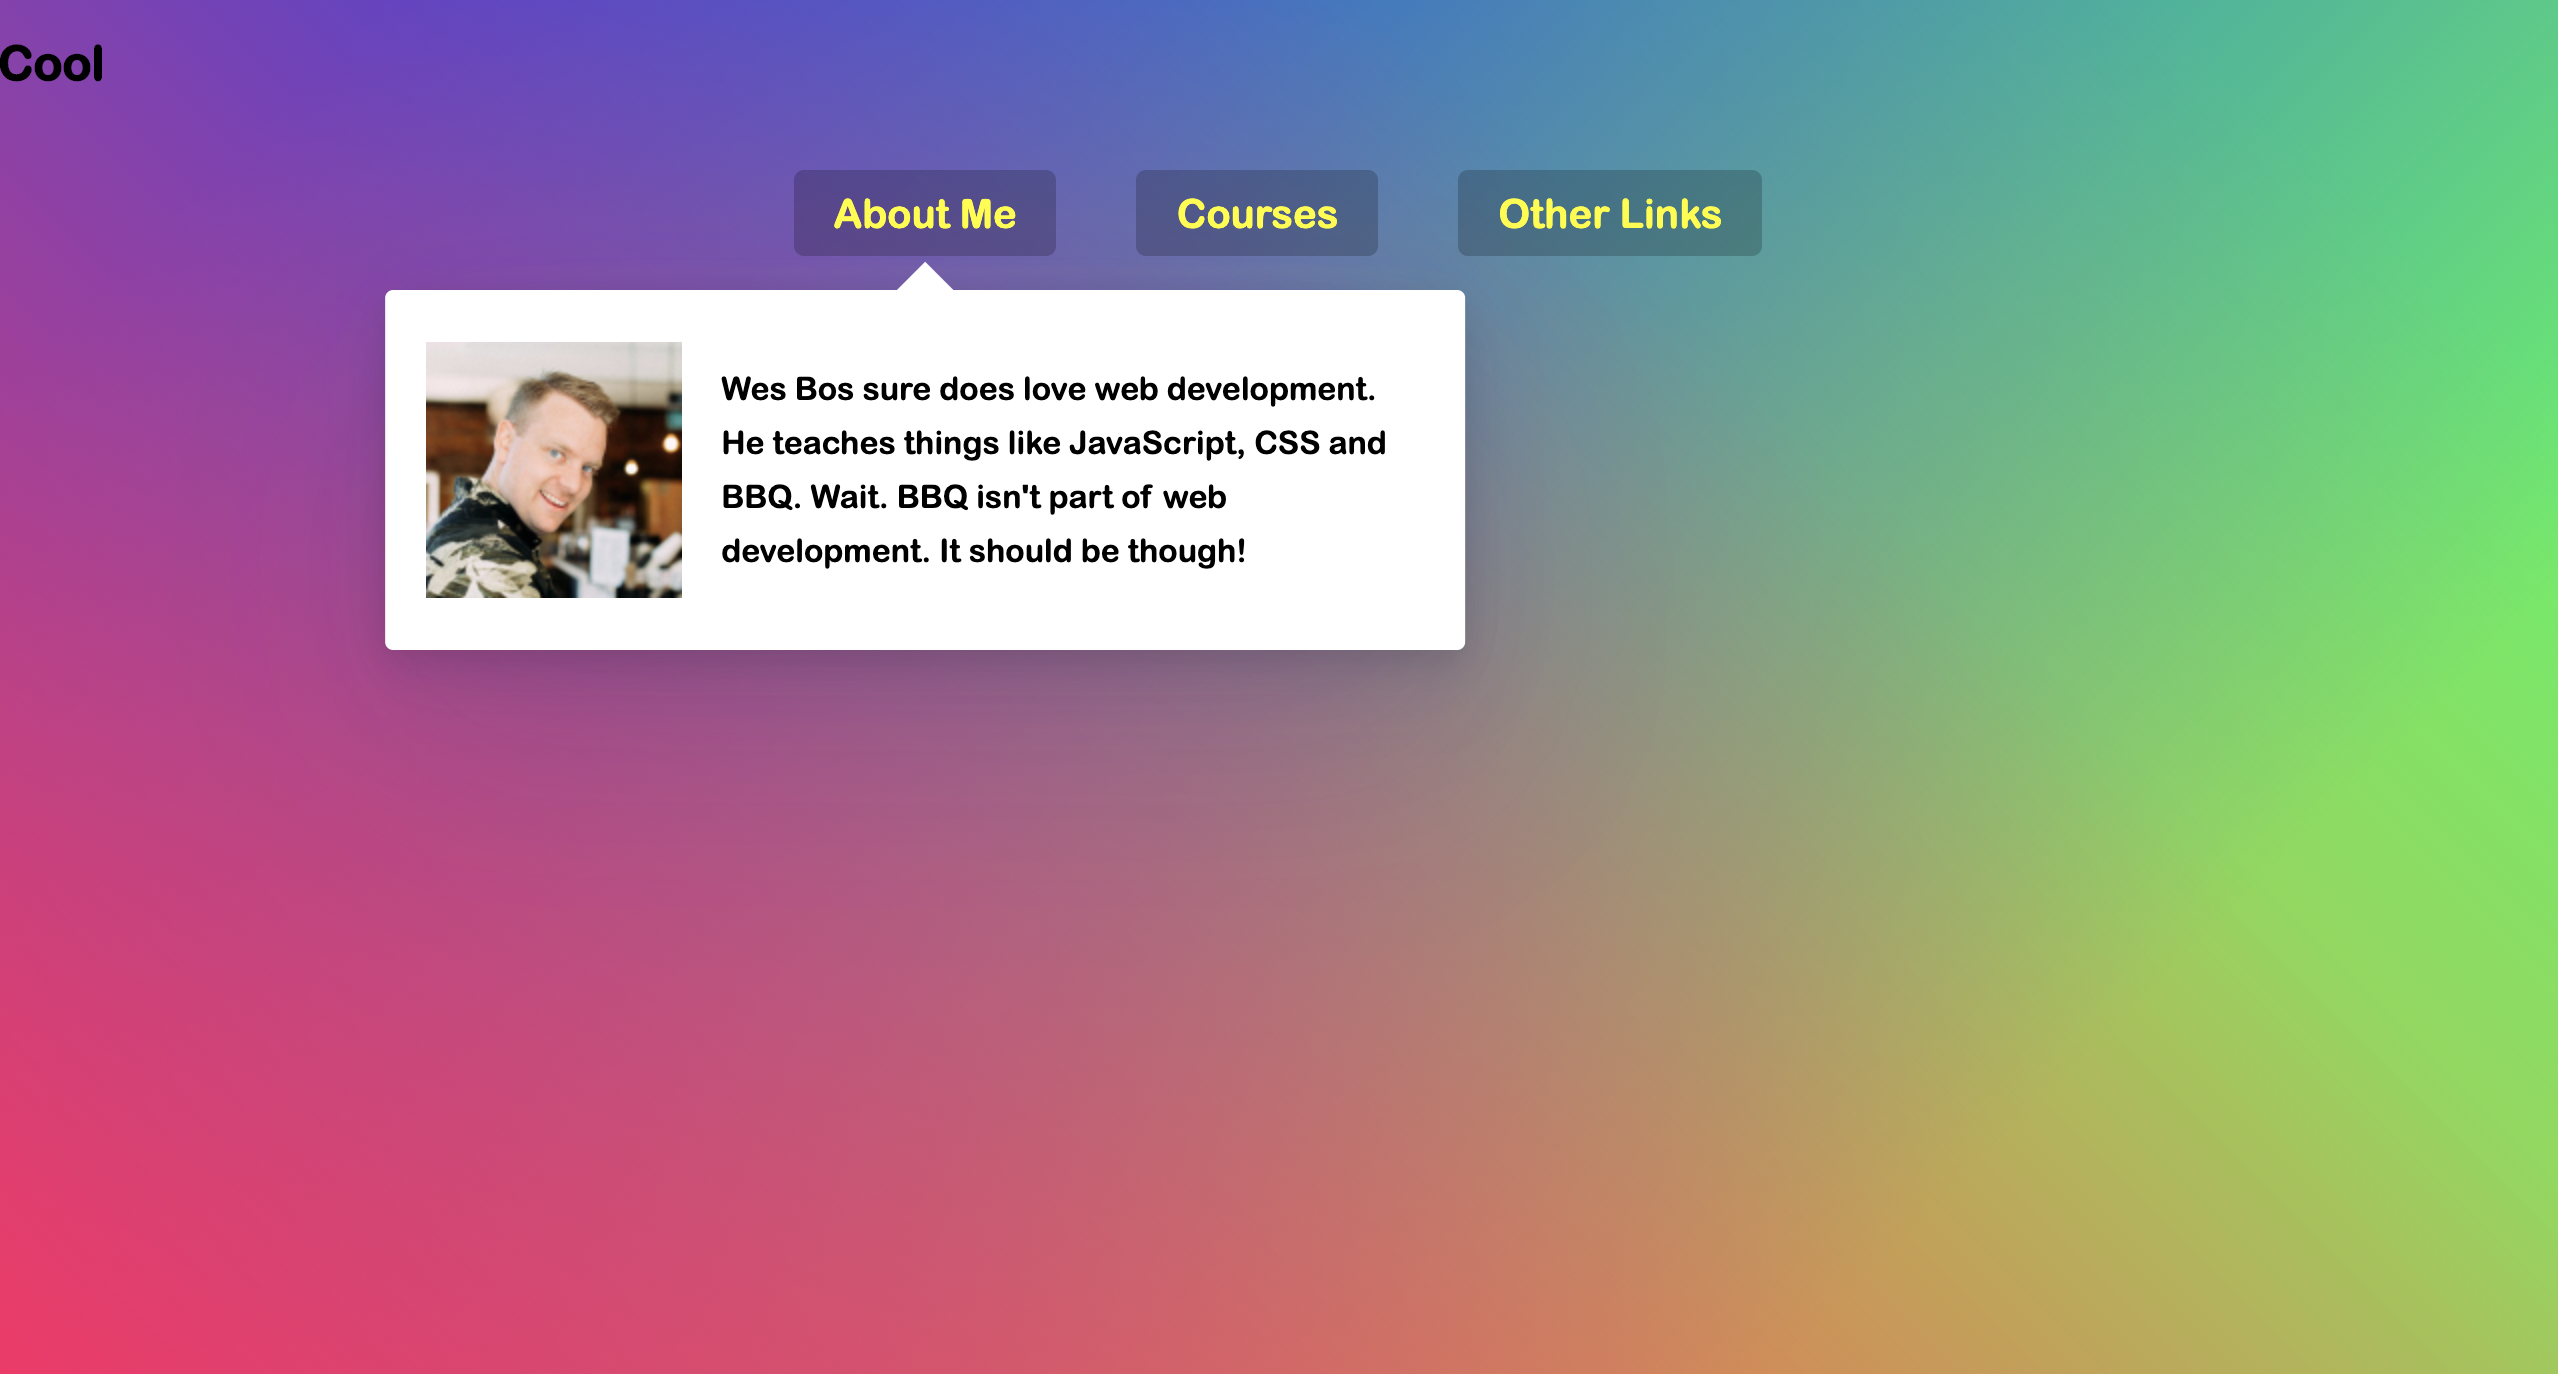 Cool
About Me
Courses
Other Links
Wes Bos sure does love web development.
He teaches things like JavaScript, CSS and
BBQ. Wait. BBQ isn't part of web
development. It should be though!